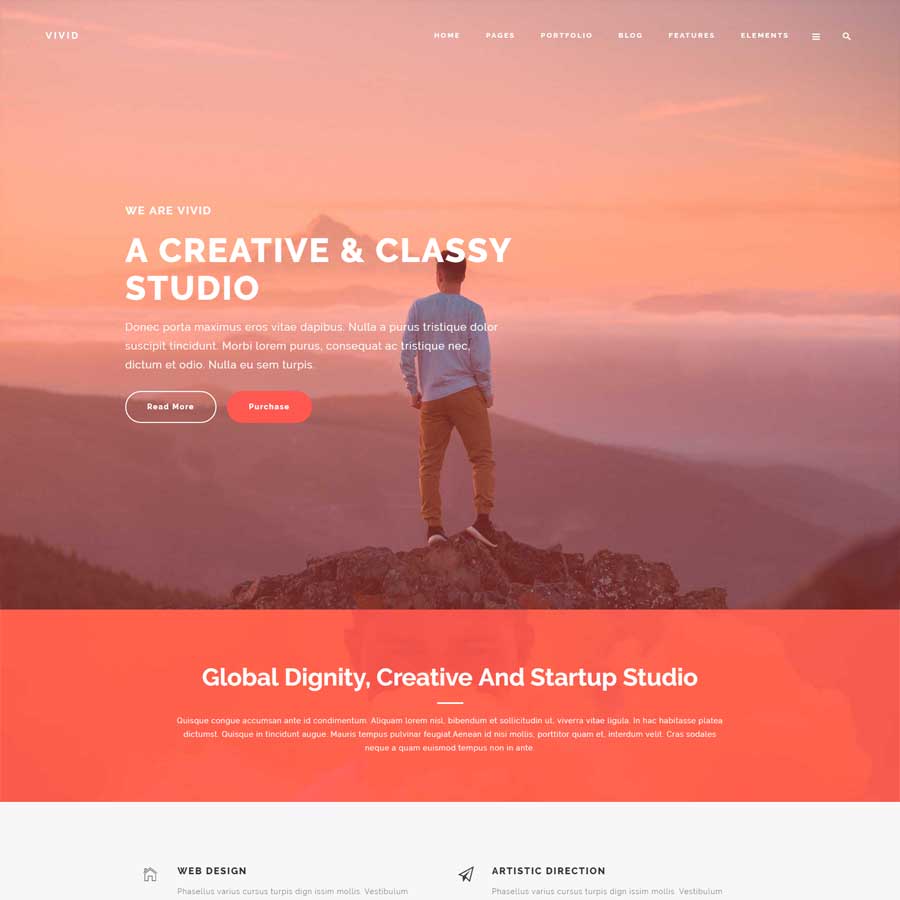 VIVID
HOME PAGES PORTFOLIO BLOG FEATURES ELEMENTS
WE ARE VIVID
A CREATIVE & CLASSY
STUDIO
Donec porta maximus eros vitae dapibus. Nulla a purus tristique dolor
suscipit tincidunt. Morbi lorem purus, consequat ac tristique nec,
dictum et odio. Nulla eu sem turpis.
Read More
Purchase
Global Dignity, Creative And Startup Studio
Quisque congue accumsan ante id condimentum. Aliquam lorem nisl, bibendum et sollicitudin ut, viverra vitae ligula. In hac habitasse platea
dictumst. Quisque in tincidunt augue. Mauris tempus pulvinar feugiat.Aenean id nisi mollis, porttitor quam et, interdum velit. Cras sodales
neque a quam euismod tempus non in ante.
WEB DESIGN
Phasellus varius cursus turpis dign issim mollis. Vestibulum
ARTISTIC DIRECTION
Phasellus varius cursus turpis dign issim mollis. Vestibulum